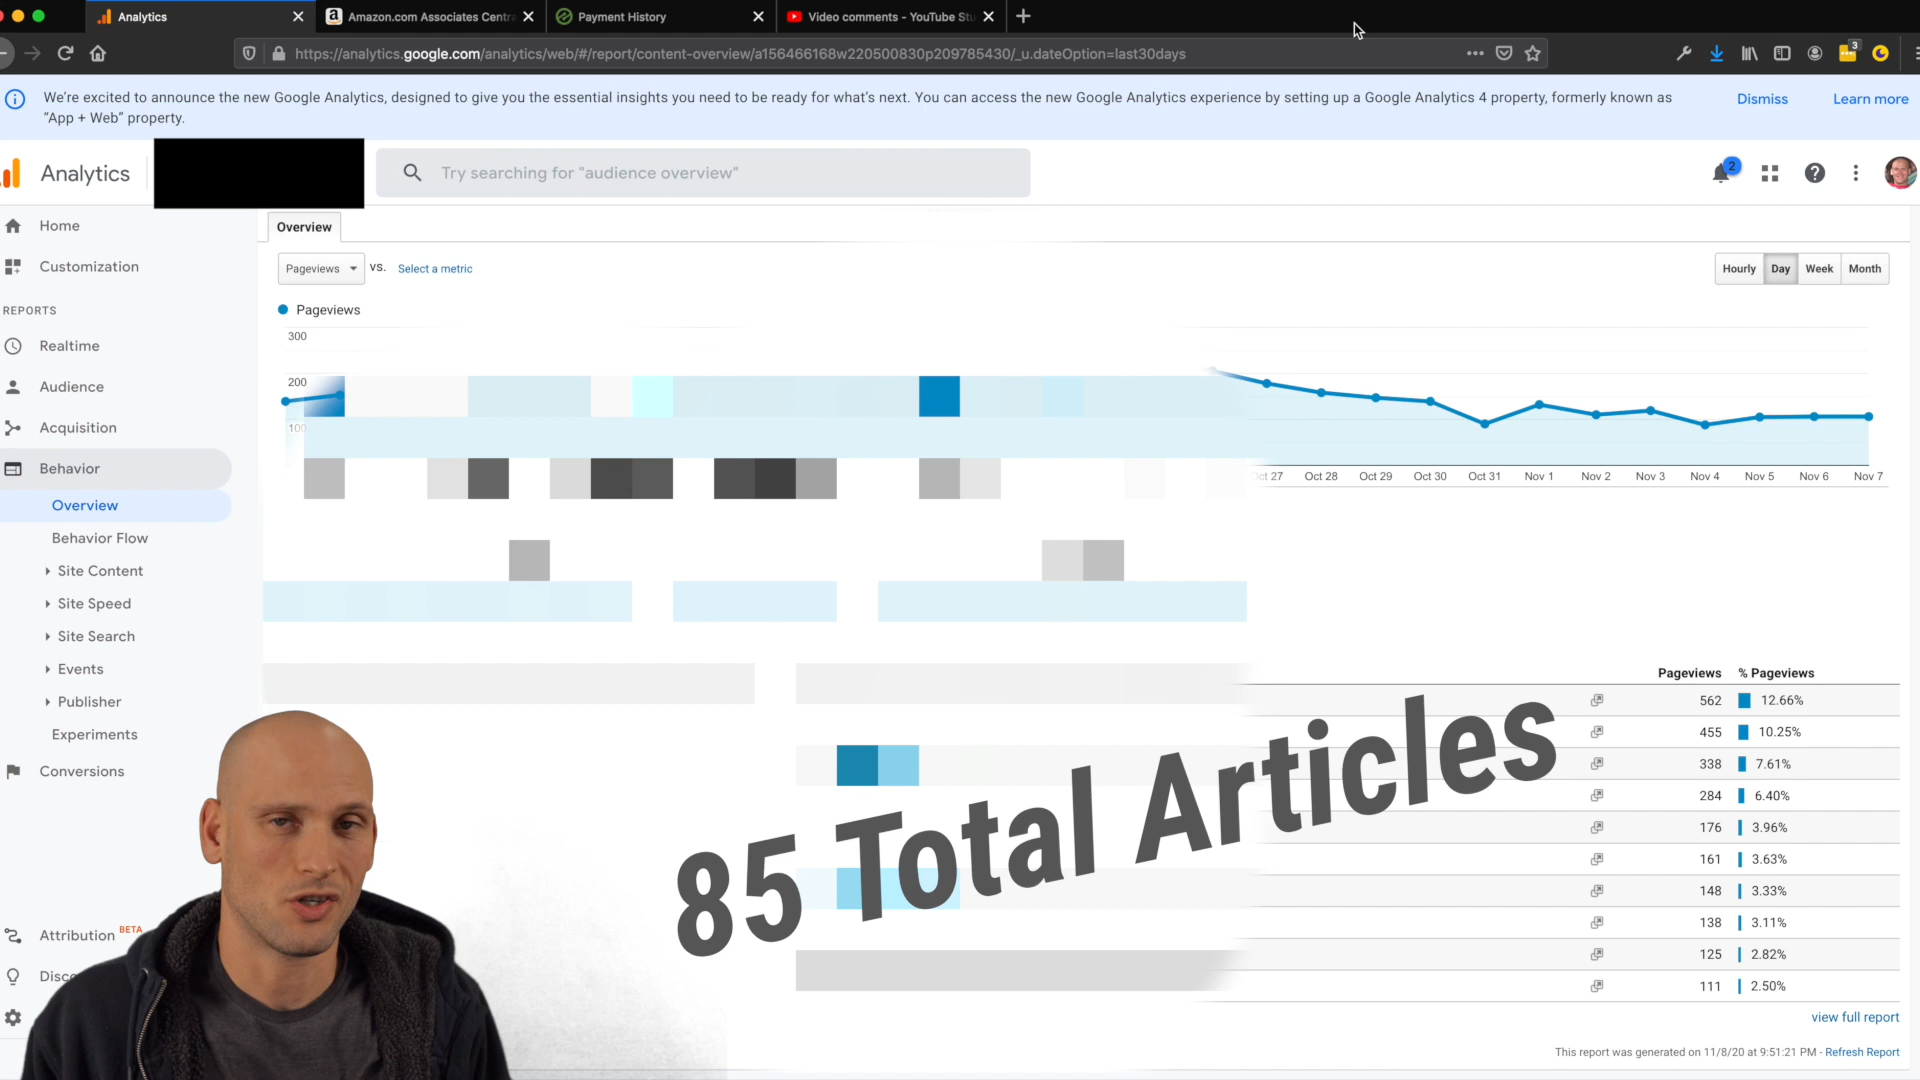 Analytics
Amazon.com Associates Centr
Payment History
Video comments - YouTube Stu
https://analytics.google.com/analytics/web/#/report/content-overview/a156466168w220500830p209785430/_u.dateOption=last30days
3
We're excited to announce the new Google Analytics, designed to give you the essential insights you need to be ready for what's next. You can access the new Google Analytics experience by setting up a Google Analytics 4 property, formerly known as
"App + Web" property.
Dismiss
Learn more
Analytics
Try searching for "audience overview"
2
Home
Customization
REPORTS
Realtime
Audience
Acquisition
Behavior
Overview
Behavior Flow
Site Content
Site Speed
Site Search
Events
Publisher
Experiments
Conversions
Attribution BETA
Disco
Overview
Pageviews
VS.
Select a metric
Hourly
Day
Week
Month
Pageviews
300
200
100
Oct 27
Oct 28
Oct 29
Oct 30
Oct 31
Nov 1
Nov 2
Nov 3
Nov 4
Nov 5
Nov 6
Nov 7
85 Total Articles
Pageviews % Pageviews
562 12.66%
455 10.25%
338 7.61%
284 6.40%
176 3.96%
161 3.63%
148 3.33%
138 3.11%
125 2.82%
111 2.50%
view full report
This report was generated on 11/8/20 at 9:51:21 PM - Refresh Report